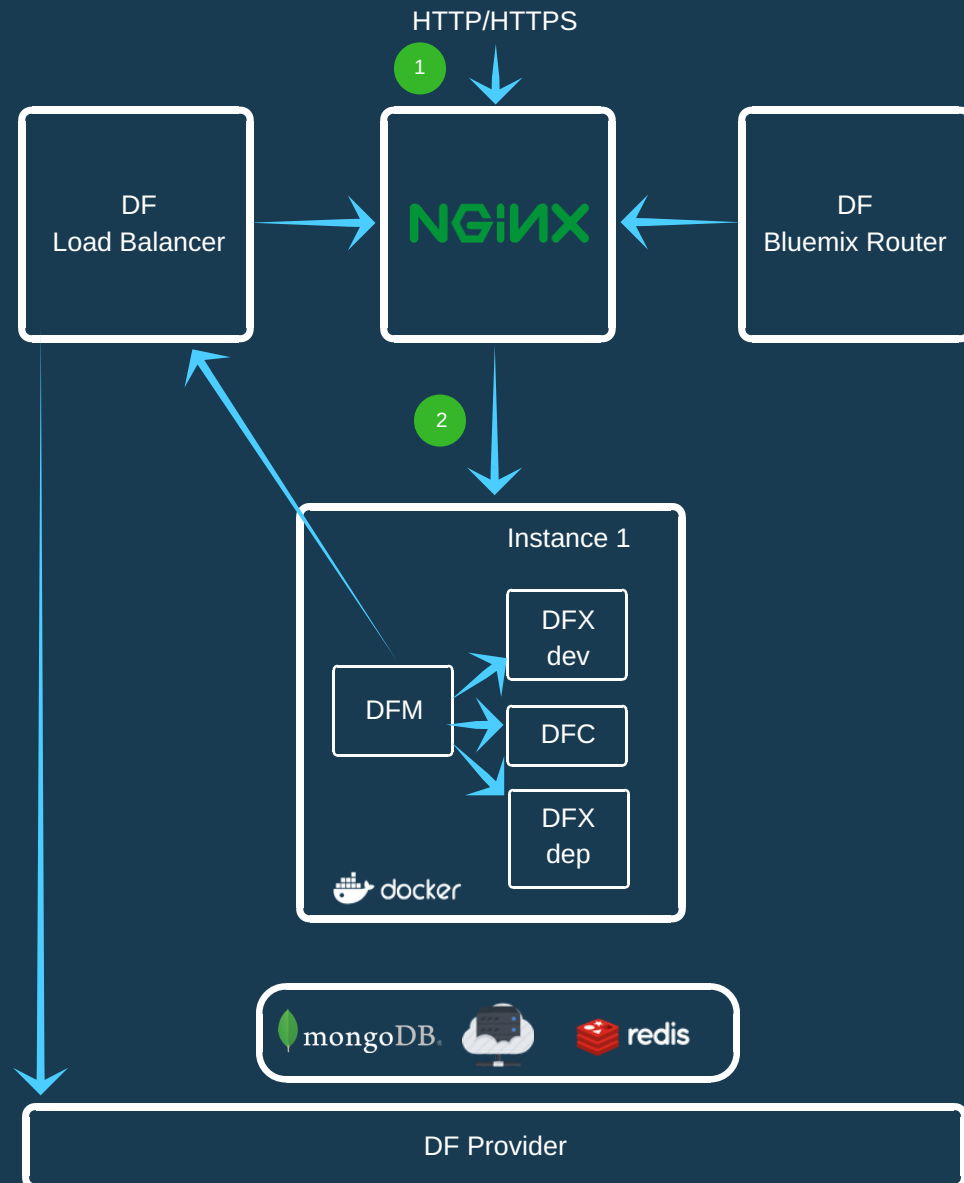 HTTP/HTTPS
1
DF
Load Balancer
NGINX
DF
Bluemix Router
2
Instance 1
DFX
dev
DFM
DFC
DFX
dep
docker
mongoDB
redis
DF Provider